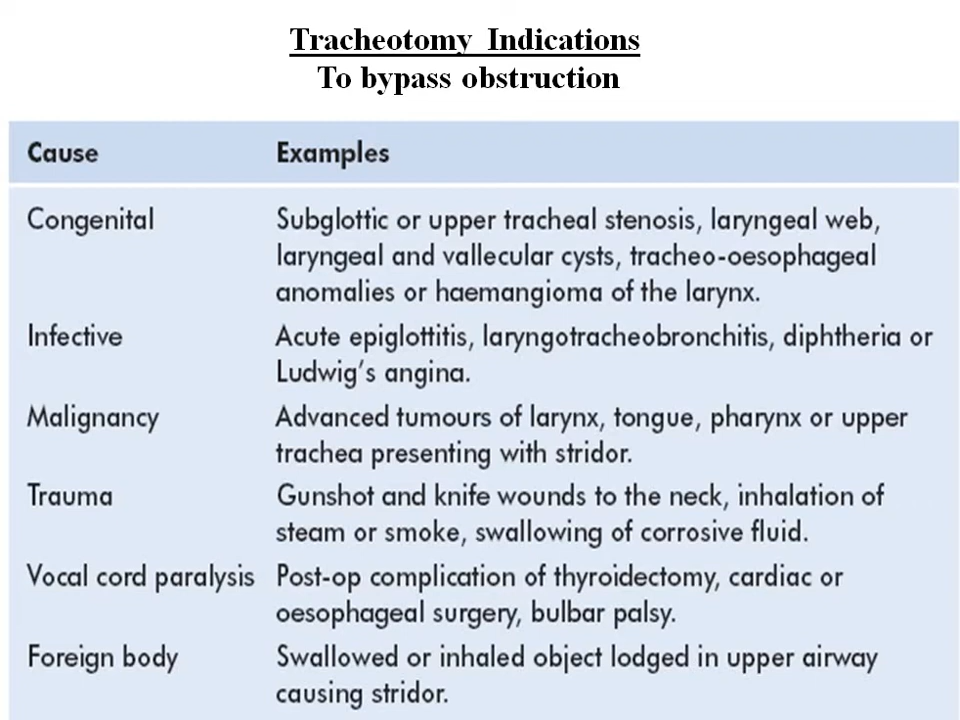 Tracheotomy Indications
To bypass obstruction
Cause Examples
Congenital Subglottic or upper tracheal stenosis, laryngeal web,
laryngeal and vallecular cysts, tracheo-oesophageal
anomalies or haemangioma of the larynx.
Infective Acute epiglottitis, laryngotracheobronchitis, diphtheria or
Ludwig's angina.
Malignancy Advanced tumours of larynx, tongue, pharynx or upper
trachea presenting with stridor.
Trauma Gunshot and knife wounds to the neck, inhalation of
steam or smoke, swallowing of corrosive fluid.
Vocal cord paralysis Post-op complication of thyroidectomy, cardiac or
oesophageal surgery, bulbar palsy.
Foreign body Swallowed or inhaled object lodged in upper airway
causing stridor.